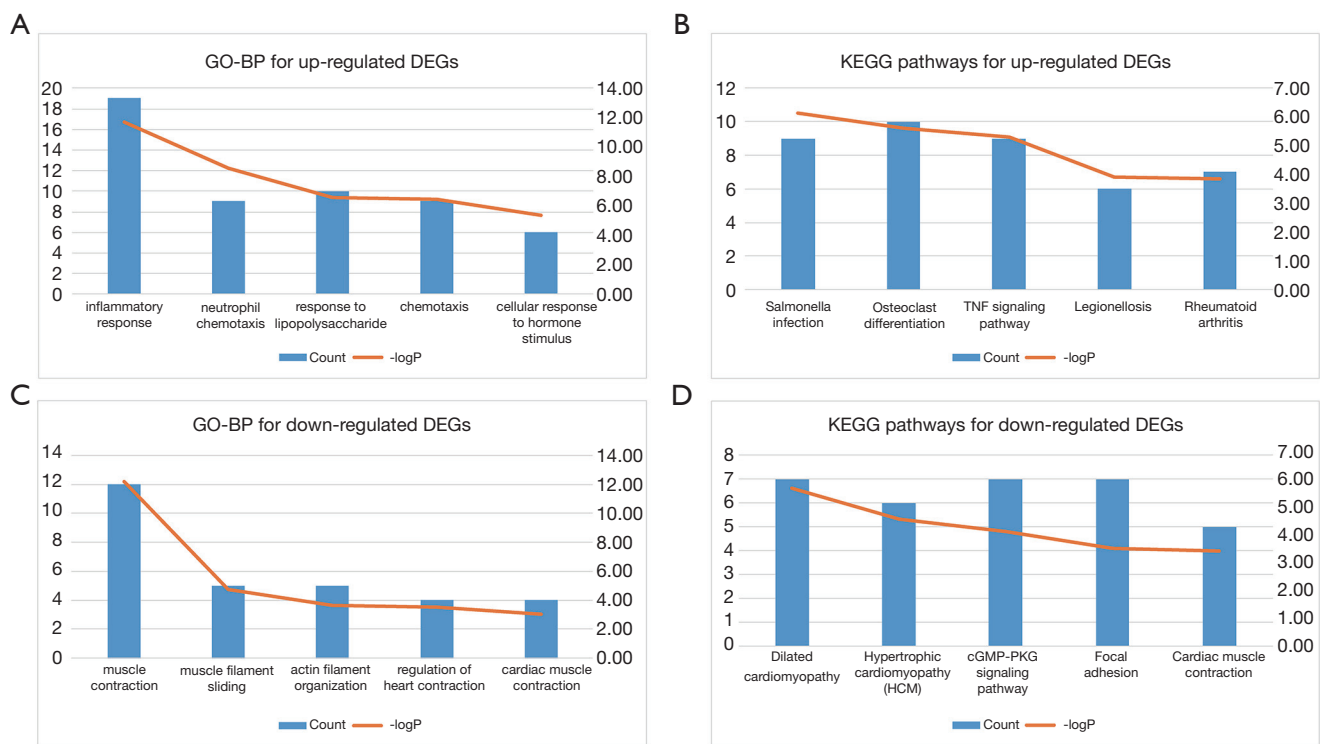 A
GO-BP for up-regulated DEGs
20
18
16
14
12
10
8
6
4
2
0
14.00
12.00
10.00
8.00
6.00
4.00
2.00
0.00
inflammatory
response
neutrophil
chemotaxis
response to
lipopolysaccharide
chemotaxis
cellular response
to hormone
stimulus
Count -logP
B
KEGG pathways for up-regulated DEGs
12
10
8
6
4
2
0
7.00
6.00
5.00
4.00
3.00
2.00
1.00
0.00
Salmonella
infection
Osteoclast
differentiation
TNF signaling
pathway
Legionellosis
Rheumatoid
arthritis
Count -logP
C
GO-BP for down-regulated DEGs
14
12
10
8
6
4
2
0
14.00
12.00
10.00
8.00
6.00
4.00
2.00
0.00
muscle
contraction
muscle filament
sliding
actin filament
organization
regulation of
heart contraction
cardiac muscle
contraction
Count -logP
D
KEGG pathways for down-regulated DEGs
8
7
6
5
4
3
2
1
0
7.00
6.00
5.00
4.00
3.00
2.00
1.00
0.00
Dilated
cardiomyopathy
Hypertrophic
cardiomyopathy
(HCM)
cGMP-PKG
signaling
pathway
Focal
adhesion
Cardiac muscle
contraction
Count -logP